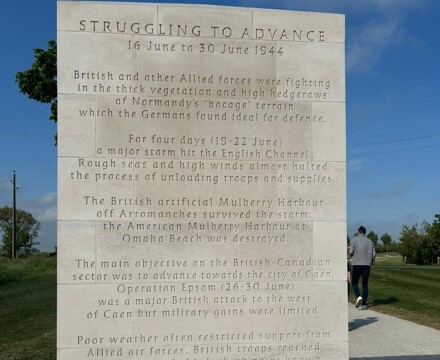 STRUGGLING TO ADVANCE
16 June to 30 June 1944
British and other Allied forces were fighting
in the thick vegetation and high hedgerows
of Normandy's "bocage" terrain
which the Germans found ideal for defence.
For four days (19-22 June)
a major storm hit the English Channel.
Rough seas and high winds almost halted
the process of unloading troops and supplies.
The British artificial Mulberry Harbour
off Arromanches survived the storm;
the American Mulberry Harbour at
Omaha Beach was destroyed.
The main objective on the British-Canadian
sector was to advance towards the city of Caen.
Operation Epsom (26-30 June)
was a major British attack to the west
of Caen but military gains were limited.
Poor weather often restricted support from
Allied air forces. British troops reached